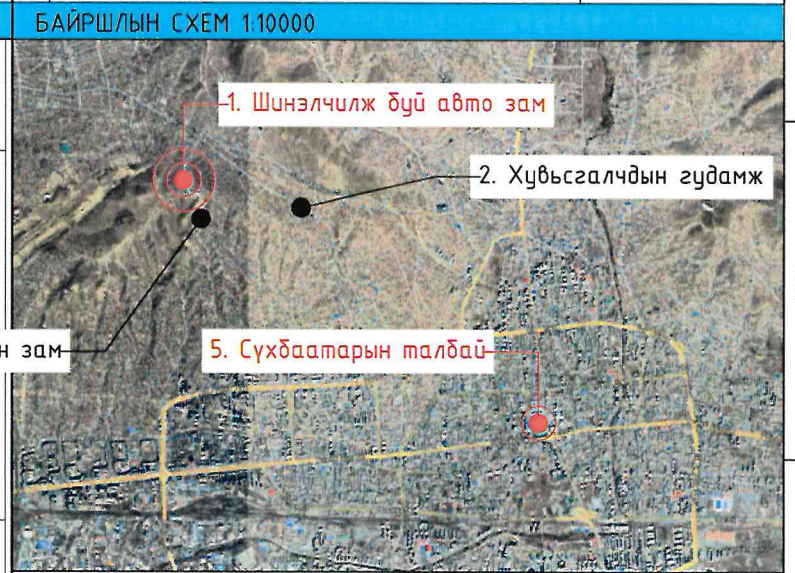 БАЙРШЛЫН СХЕМ 1:10000
1. Шинэлчилж буй авто зам
2. Хувьсгалчдын гудамж
н зам
5. Сүхбаатарын талбай